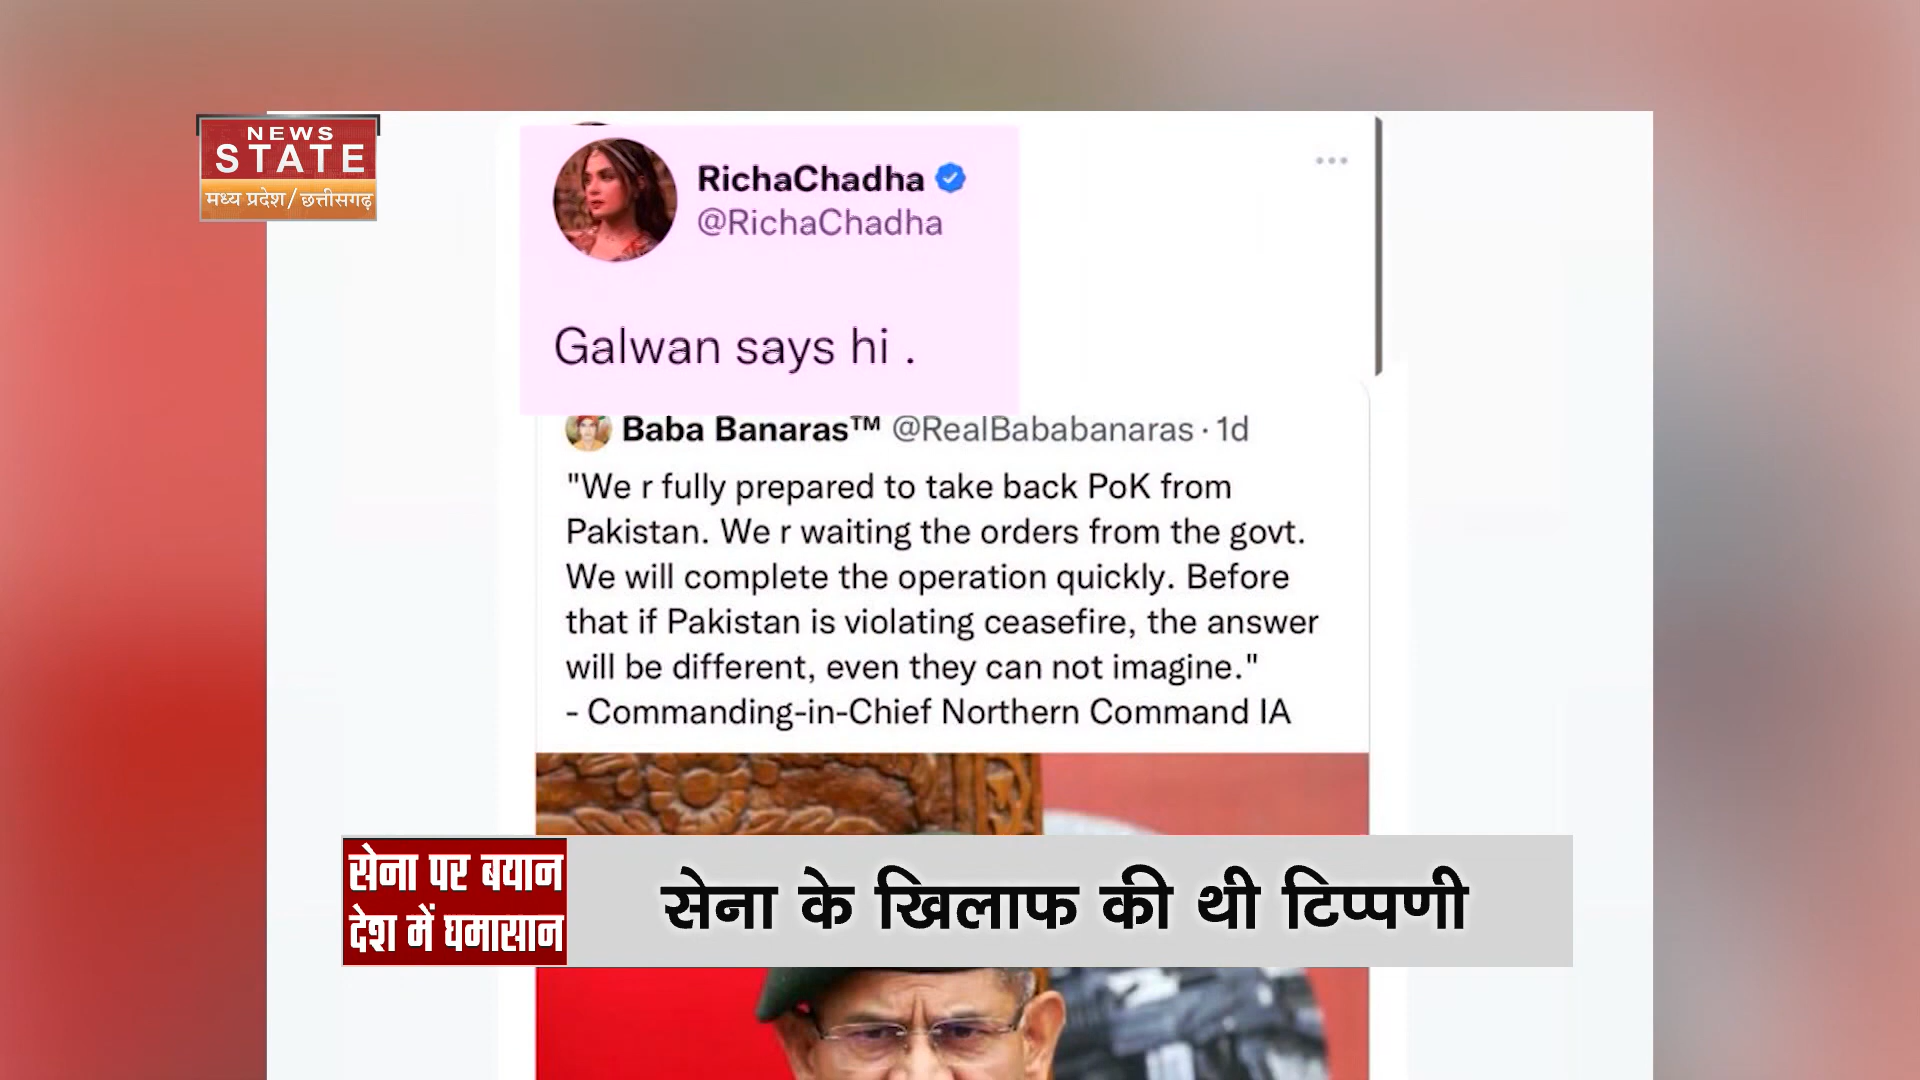 NEWS
STATE
मध्य प्रदेश/छत्तीसगढ़
RichaChadha
@RichaChadha
Galwan says hi .
Baba Banaras™ @RealBababanaras · 1d
"We r fully prepared to take back PoK from
Pakistan. We r waiting the orders from the govt.
We will complete the operation quickly. Before
that if Pakistan is violating ceasefire, the answer
will be different, even they can not imagine."
- Commanding-in-Chief Northern Command IA
सेना पर बयान
देश में घमासान
सेना के खिलाफ की थी टिप्पणी